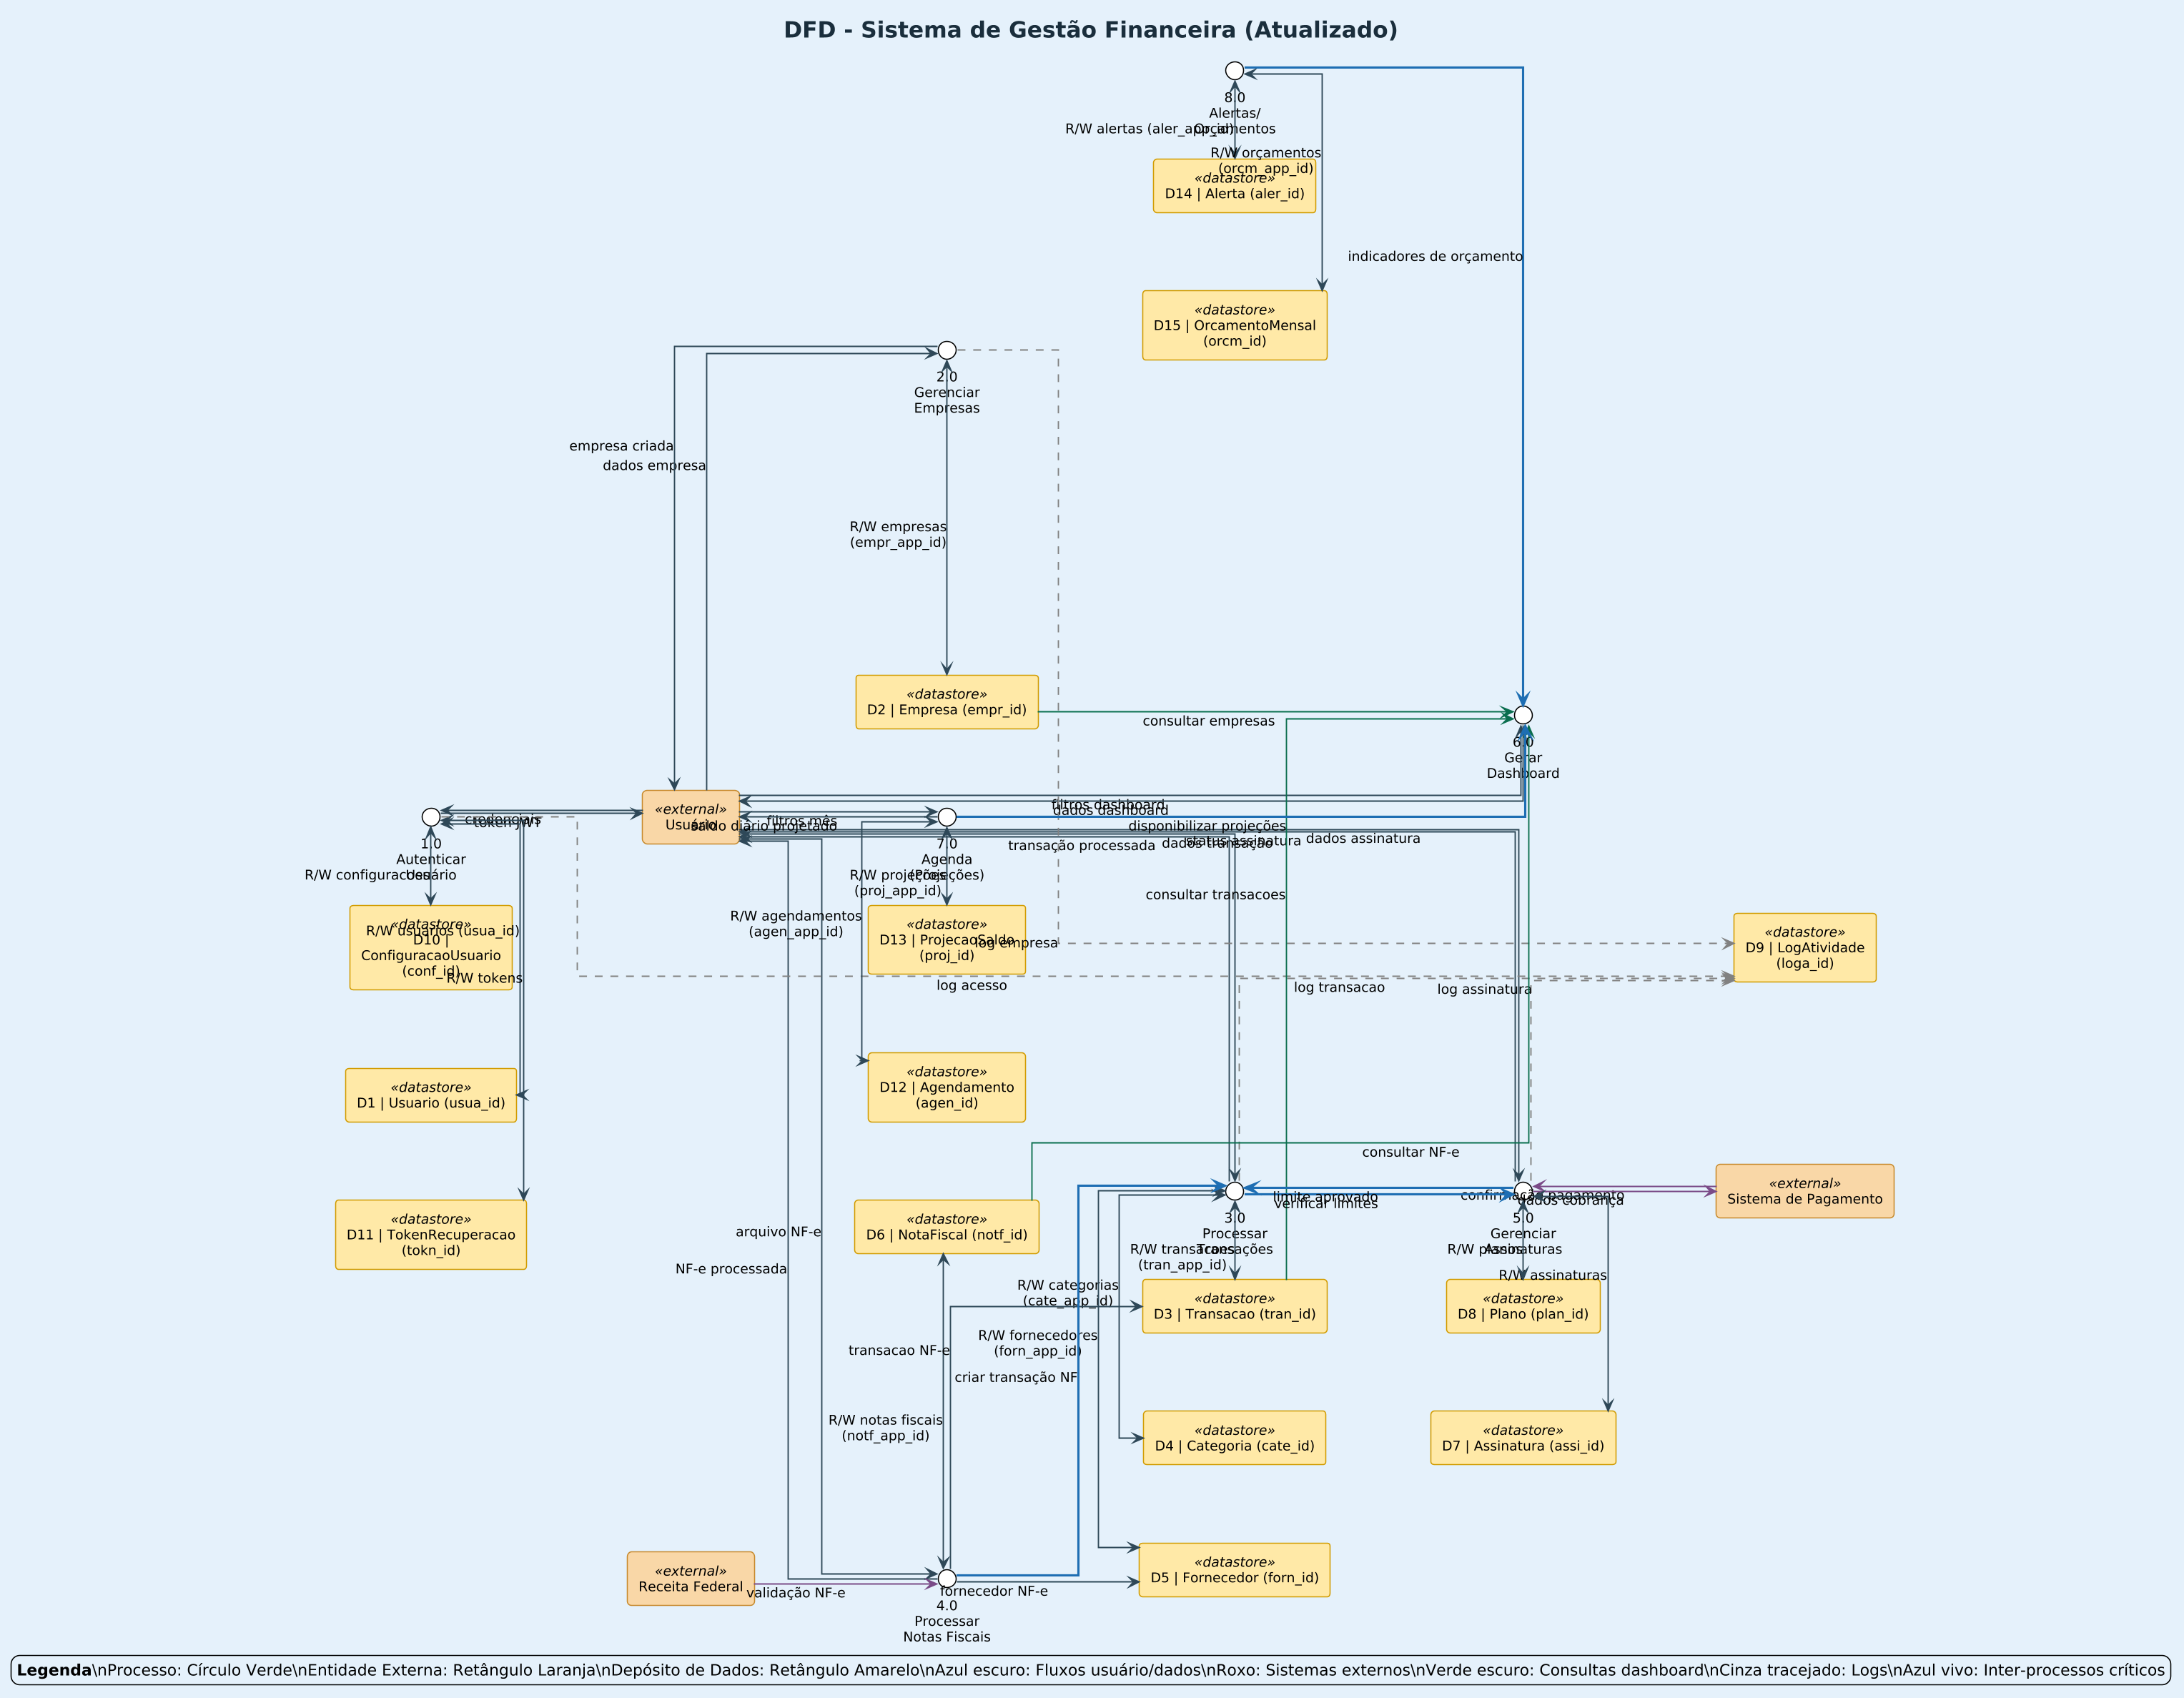 DFD - Sistema de Gestão Financeira (Atualizado)
8.0
Alertas/
Orçamentos
R/W alertas (aler_app_id)
R/W orçamentos
(orcm_app_id)
«datastore»
D14 | Alerta (aler_id)
indicadores de orçamento
«datastore»
D15 | OrcamentoMensal
(orcm_id)
2.0
Gerenciar
Empresas
empresa criada
dados empresa
R/W empresas
(empr_app_id)
«datastore»
D2 | Empresa (empr_id)
consultar empresas
6.0
Gerar
Dashboard
«external»
Usuário
filtros dashboard
dados dashboard
credenciais
token JWT
filtros mês
saldo diário projetado
disponibilizar projeções
status assinatura
dados assinatura
transação processada
dados transação
1.0
Autenticar
Usuário
R/W configuracoes
7.0
Agenda
(Projeções)
R/W projeções
(proj_app_id)
consultar transacoes
R/W agendamentos
(agen_app_id)
«datastore»
D10 |
ConfiguracaoUsuario
(conf_id)
R/W usuarios (usua_id)
R/W tokens
«datastore»
D13 | ProjecaoSaldo
(proj_id)
log empresa
«datastore»
D9 | LogAtividade
(loga_id)
log acesso
log transacao
log assinatura
«datastore»
D1 | Usuario (usua_id)
«datastore»
D12 | Agendamento
(agen_id)
consultar NF-e
«external»
Sistema de Pagamento
limite aprovado
verificar limites
confirmação pagamento
dados cobrança
«datastore»
D11 | TokenRecuperacao
(tokn_id)
arquivo NF-e
NF-e processada
«datastore»
D6 | NotaFiscal (notf_id)
3.0
Processar
Transações
R/W transacoes
(tran_app_id)
5.0
Gerenciar
Assinaturas
R/W planos
R/W assinaturas
R/W categorias
(cate_app_id)
«datastore»
D3 | Transacao (tran_id)
«datastore»
D8 | Plano (plan_id)
R/W fornecedores
(forn_app_id)
transacao NF-e
criar transação NF
R/W notas fiscais
(notf_app_id)
«datastore»
D4 | Categoria (cate_id)
«datastore»
D7 | Assinatura (assi_id)
«external»
Receita Federal
validação NF-e
fornecedor NF-e
«datastore»
D5 | Fornecedor (forn_id)
4.0
Processar
Notas Fiscais
Legenda\nProcesso: Círculo Verde\nEntidade Externa: Retângulo Laranja\nDepósito de Dados: Retângulo Amarelo\nAzul escuro: Fluxos usuário/dados\nRoxo: Sistemas externos\nVerde escuro: Consultas dashboard\nCinza tracejado: Logs\nAzul vivo: Inter-processos críticos